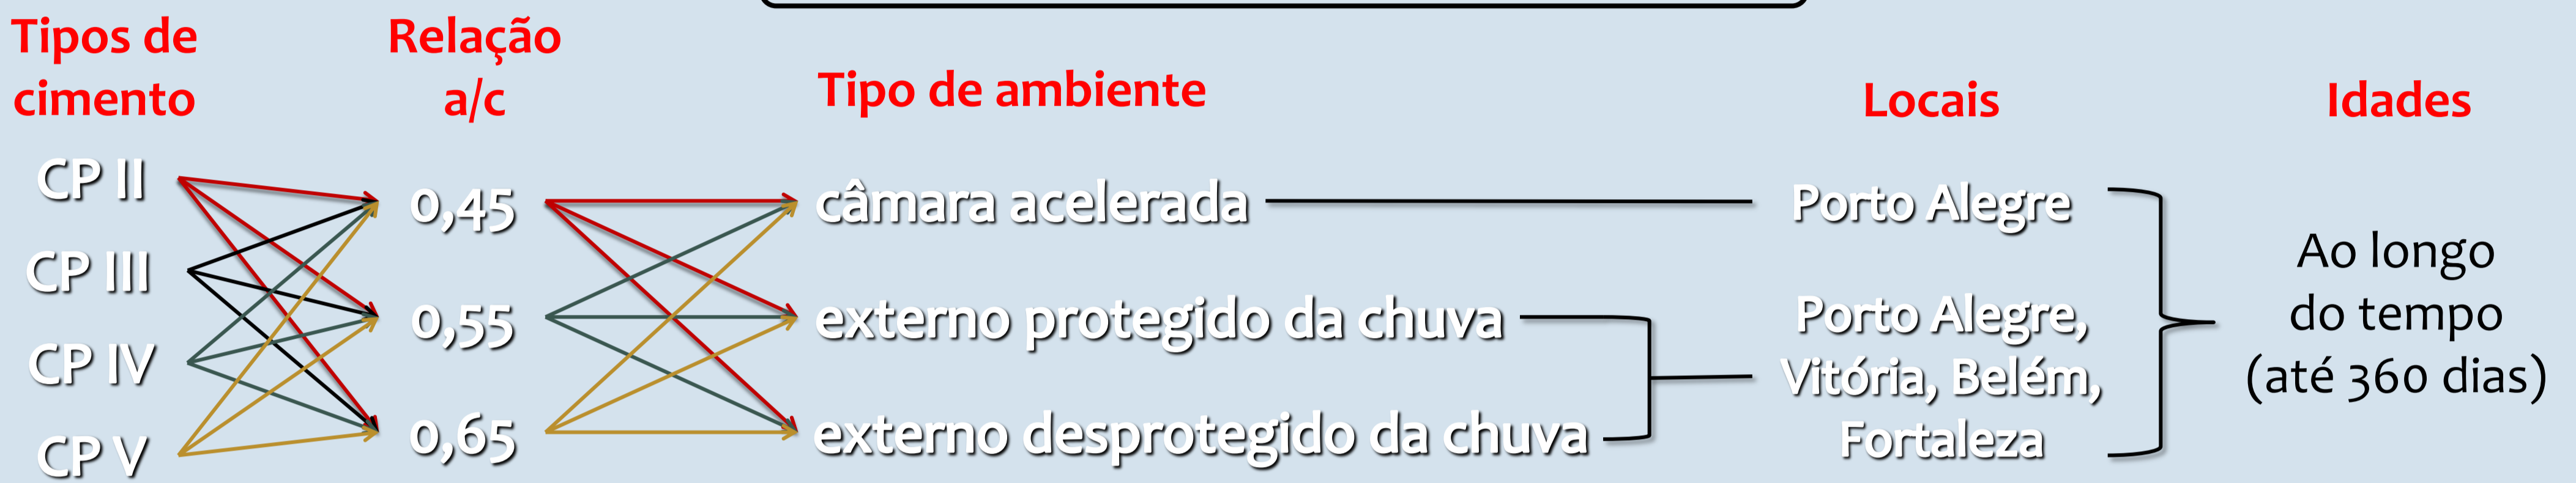 Tipos de
cimento
Relação
a/c
Tipo de ambiente
Locais
Idades
CP II
CP III
CP IV
CP V
0,45
0,55
0,65
câmara acelerada
externo protegido da chuva
externo desprotegido da chuva
Porto Alegre
Porto Alegre,
Vitória, Belém,
Fortaleza
Ao longo
do tempo
(até 360 dias)